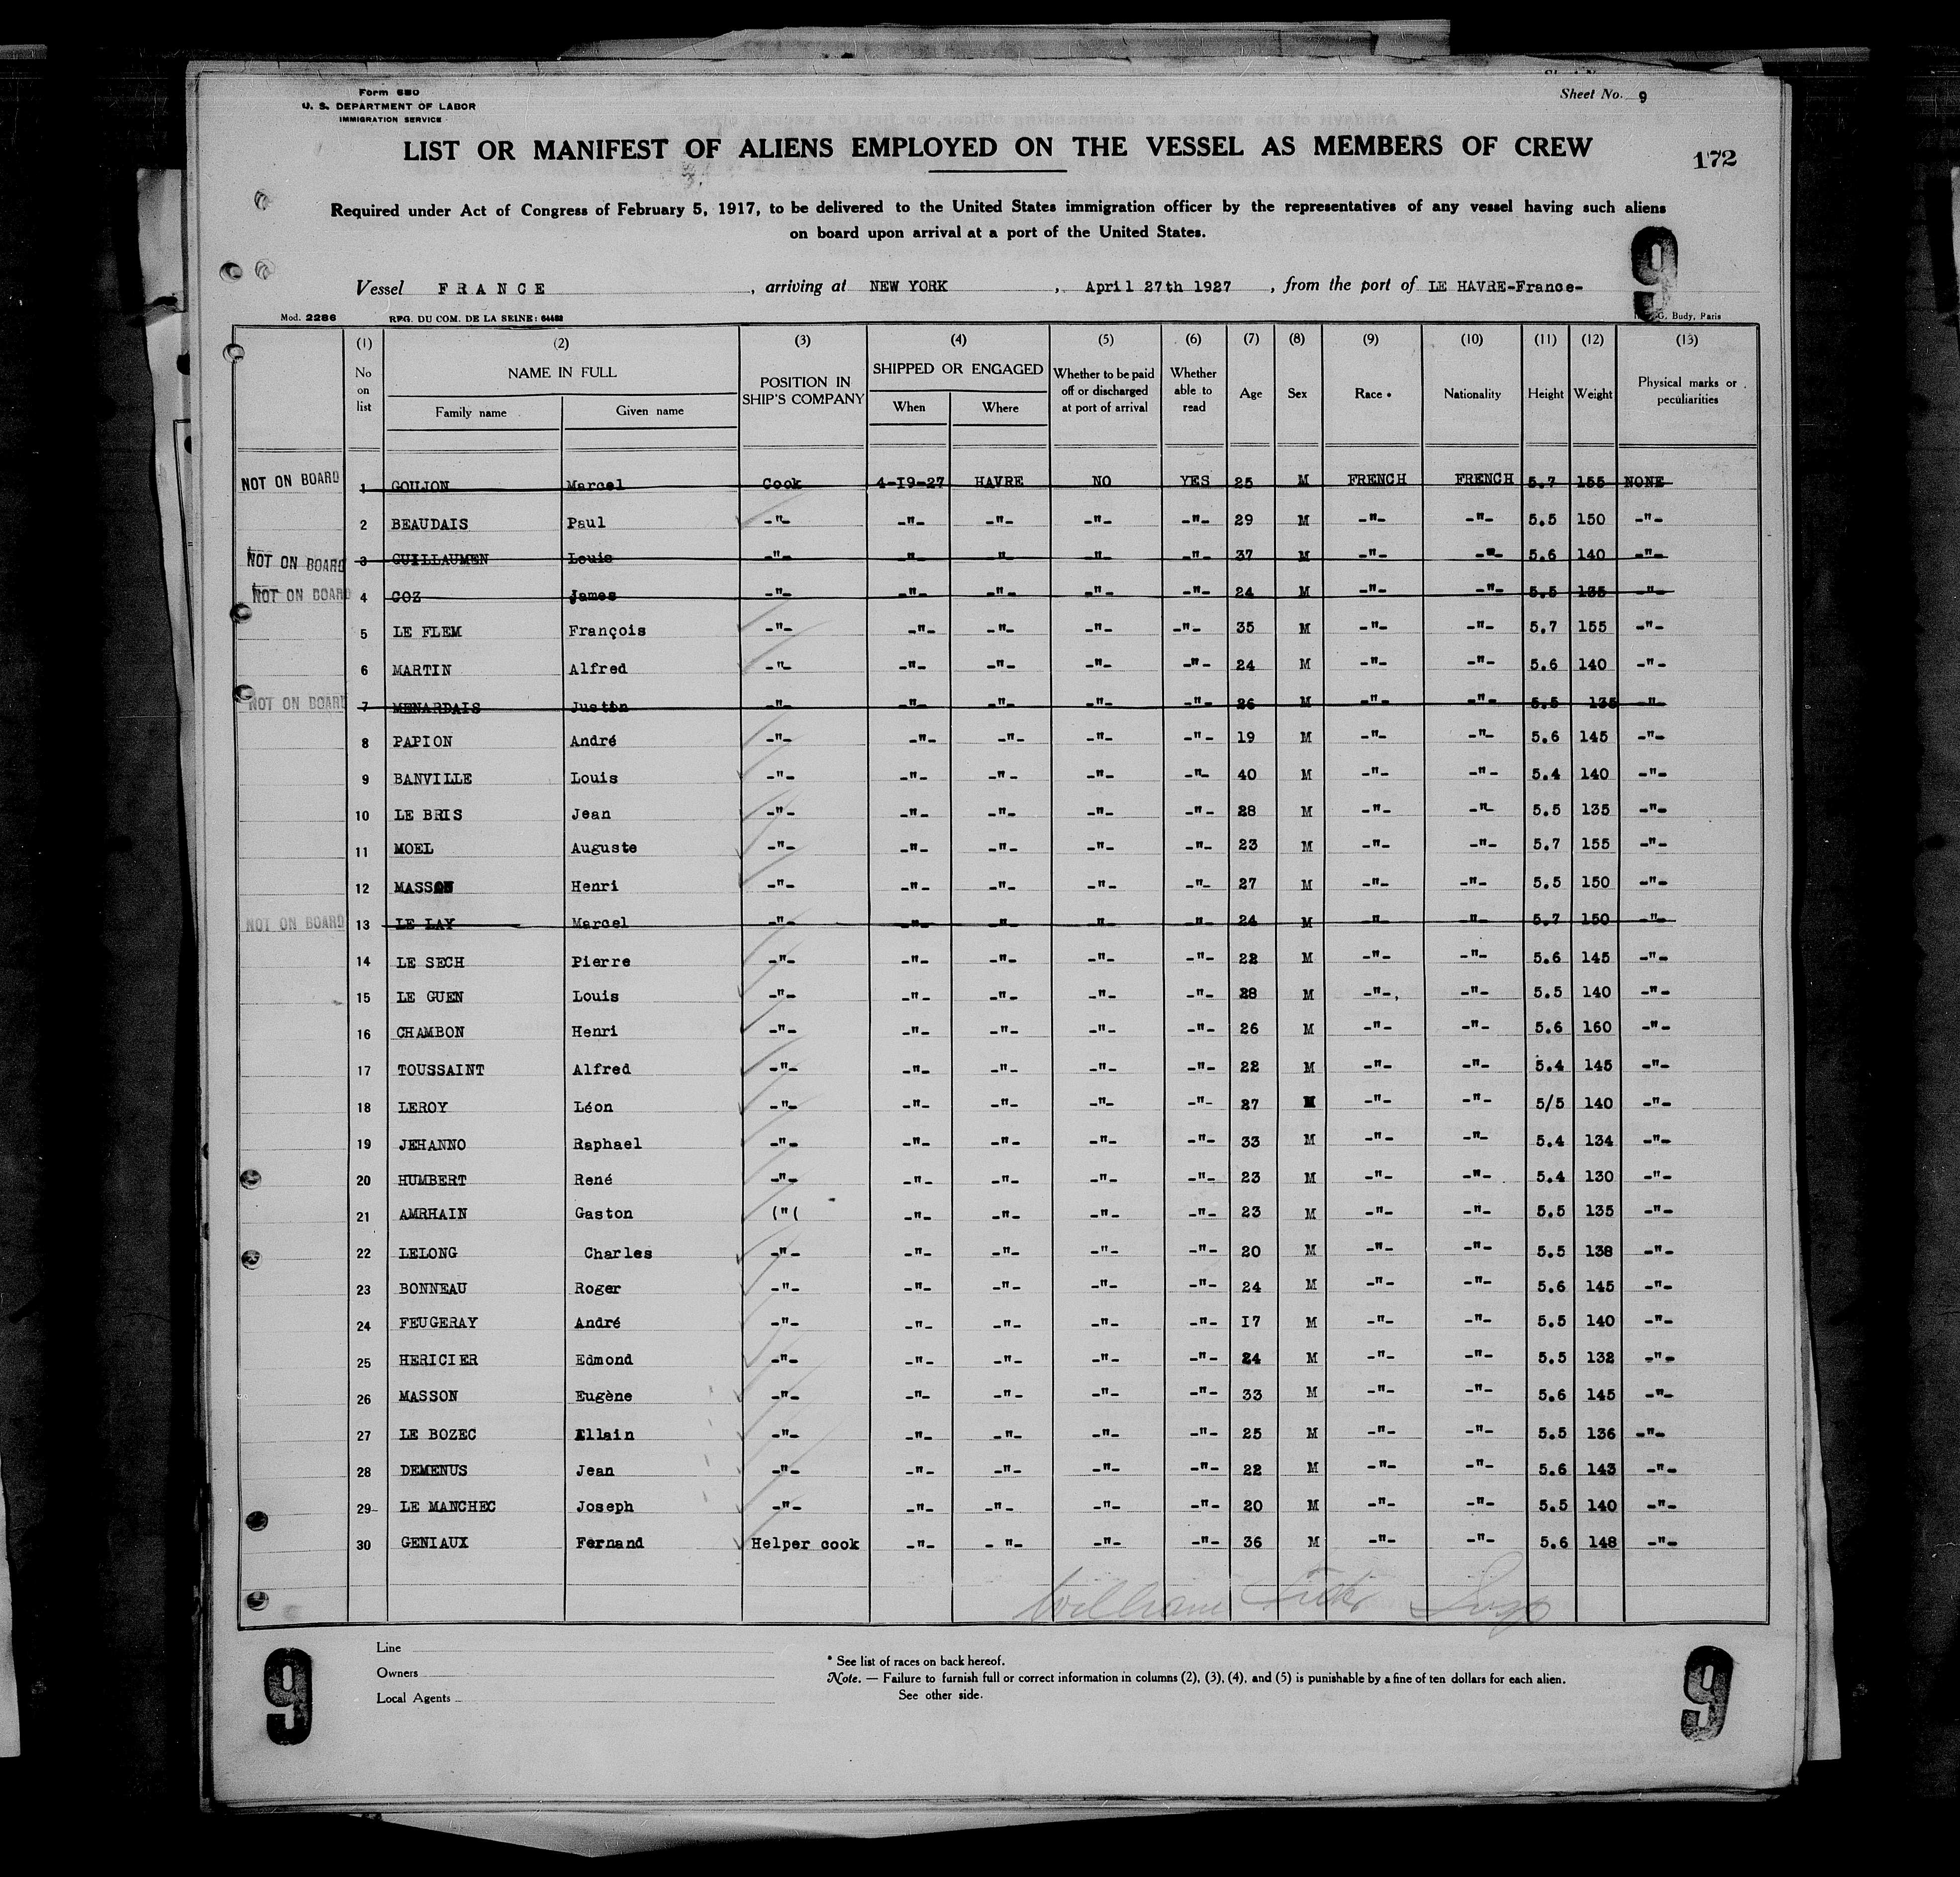 Form 680
U. S. DEPARTMENT OF LABOR
IMMIGRATION SERVICE
Sheet No. 9
LIST OR MANIFEST OF ALIENS EMPLOYED ON THE VESSEL AS MEMBERS OF CREW
172
Required under Act of Congress of February 5, 1917, to be delivered to the United States immigration officer by the representatives of any vessel having such aliens
on board upon arrival at a port of the United States.
9
Vessel FRANCE, arriving at NEW YORK, April 27th 1927, from the port of LE HAVRE-France-
Mod. 2286 REG. DU COM. DE LA SEINE: G. Budy, Paris
(1) (2) (3) (4) (5) (6) (7) (8) (9) (10) (11) (12) (13)
No on list NAME IN FULL Family name Given name POSITION IN SHIP'S COMPANY SHIPPED OR ENGAGED When Where Whether to be paid off or discharged at port of arrival Whether able to read Age Sex Race * Nationality Height Weight Physical marks or peculiarities
NOT ON BOARD 1 GOUJON Marcel Cook 4-19-27 HAVRE NO YES 25 M FRENCH FRENCH 5.7 155 NONE
2 BEAUDAIS Paul -"- -"- -"- -"- -"- 29 M -"- -"- 5.5 150 -"-
NOT ON BOARD 3 GUILLAUMEN Louis -"- -"- -"- -"- -"- 37 M -"- -"- 5.6 140 -"-
NOT ON BOARD 4 COZ James -"- -"- -"- -"- -"- 24 M -"- -"- 5.5 135 -"-
5 LE FLEM François -"- -"- -"- -"- -"- 35 M -"- -"- 5.7 155 -"-
6 MARTIN Alfred -"- -"- -"- -"- -"- 24 M -"- -"- 5.6 140 -"-
NOT ON BOARD 7 MENARDAIS Justin -"- -"- -"- -"- -"- 26 M -"- -"- 5.5 135 -"-
8 PAPION André -"- -"- -"- -"- -"- 19 M -"- -"- 5.6 145 -"-
9 BANVILLE Louis -"- -"- -"- -"- -"- 40 M -"- -"- 5.4 140 -"-
10 LE BRIS Jean -"- -"- -"- -"- -"- 28 M -"- -"- 5.5 135 -"-
11 MOEL Auguste -"- -"- -"- -"- -"- 23 M -"- -"- 5.7 155 -"-
12 MASSON Henri -"- -"- -"- -"- -"- 27 M -"- -"- 5.5 150 -"-
NOT ON BOARD 13 LE LAY Marcel -"- -"- -"- -"- -"- 24 M -"- -"- 5.7 150 -"-
14 LE SECH Pierre -"- -"- -"- -"- -"- 22 M -"- -"- 5.6 145 -"-
15 LE GUEN Louis -"- -"- -"- -"- -"- 28 M -"- -"- 5.5 140 -"-
16 CHAMBON Henri -"- -"- -"- -"- -"- 26 M -"- -"- 5.6 160 -"-
17 TOUSSAINT Alfred -"- -"- -"- -"- -"- 22 M -"- -"- 5.4 145 -"-
18 LEROY Léon -"- -"- -"- -"- -"- 27 M -"- -"- 5/5 140 -"-
19 JEHANNO Raphael -"- -"- -"- -"- -"- 33 M -"- -"- 5.4 134 -"-
20 HUMBERT René -"- -"- -"- -"- -"- 23 M -"- -"- 5.4 130 -"-
21 AMRHAIN Gaston ("( -"- -"- -"- -"- 23 M -"- -"- 5.5 135 -"-
22 LELONG Charles -"- -"- -"- -"- -"- 20 M -"- -"- 5.5 138 -"-
23 BONNEAU Roger -"- -"- -"- -"- -"- 24 M -"- -"- 5.6 145 -"-
24 FEUGERAY André -"- -"- -"- -"- -"- 17 M -"- -"- 5.5 140 -"-
25 HERICIER Edmond -"- -"- -"- -"- -"- 24 M -"- -"- 5.5 132 -"-
26 MASSON Eugène -"- -"- -"- -"- -"- 33 M -"- -"- 5.6 145 -"-
27 LE BOZEC Allain -"- -"- -"- -"- -"- 25 M -"- -"- 5.5 136 -"-
28 DEMENUS Jean -"- -"- -"- -"- -"- 22 M -"- -"- 5.6 143 -"-
29 LE MANCHEC Joseph -"- -"- -"- -"- -"- 20 M -"- -"- 5.5 140 -"-
30 GENIAUX Fernand Helper cook -"- -"- -"- -"- 36 M -"- -"- 5.6 148 -"-
William
Line
Owners
Local Agents
* See list of races on back hereof.
Note. — Failure to furnish full or correct information in columns (2), (3), (4), and (5) is punishable by a fine of ten dollars for each alien.
See other side.
9
9